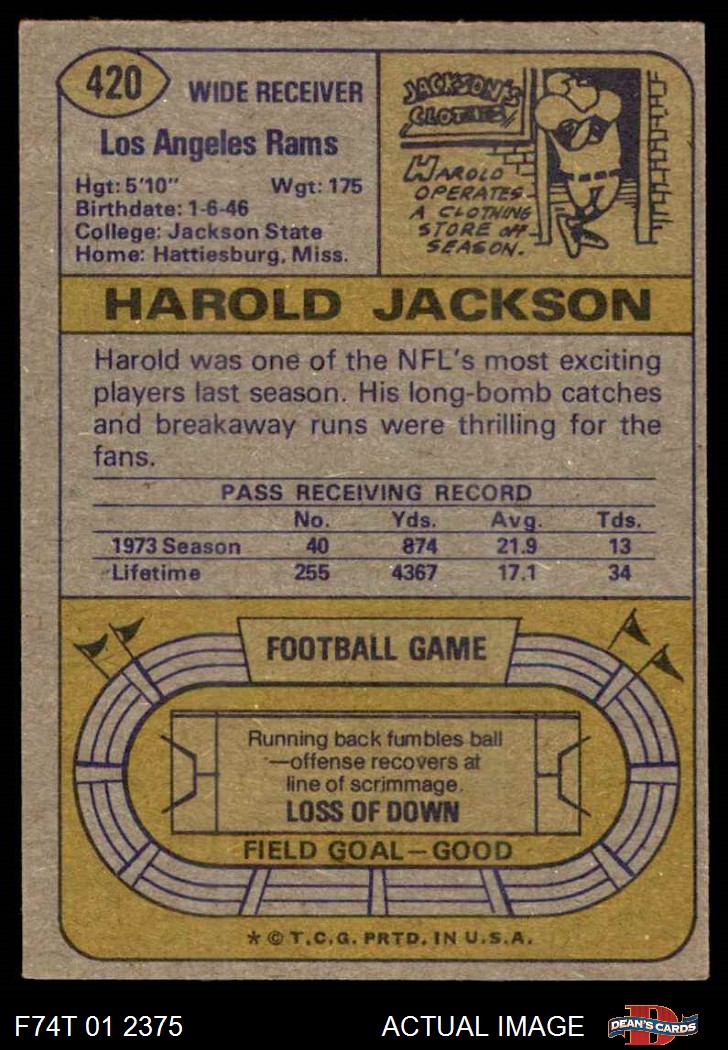 420
WIDE RECEIVER
Los Angeles Rams
Hgt: 5'10" Wgt: 175
Birthdate: 1-6-46
College: Jackson State
Home: Hattiesburg, Miss.
JACKSON'S
CLOTHES
HAROLD
OPERATES
A CLOTHING
STORE OFF
SEASON.
HAROLD JACKSON
Harold was one of the NFL's most exciting
players last season. His long-bomb catches
and breakaway runs were thrilling for the
fans.
PASS RECEIVING RECORD
No. Yds. Avg. Tds.
1973 Season 40 874 21.9 13
Lifetime 255 4367 17.1 34
FOOTBALL GAME
Running back fumbles ball
—offense recovers at
line of scrimmage.
LOSS OF DOWN
FIELD GOAL—GOOD
* © T.C.G. PRTD. IN U.S.A.
F74T 01 2375
ACTUAL IMAGE
D
DEAN'S CARDS